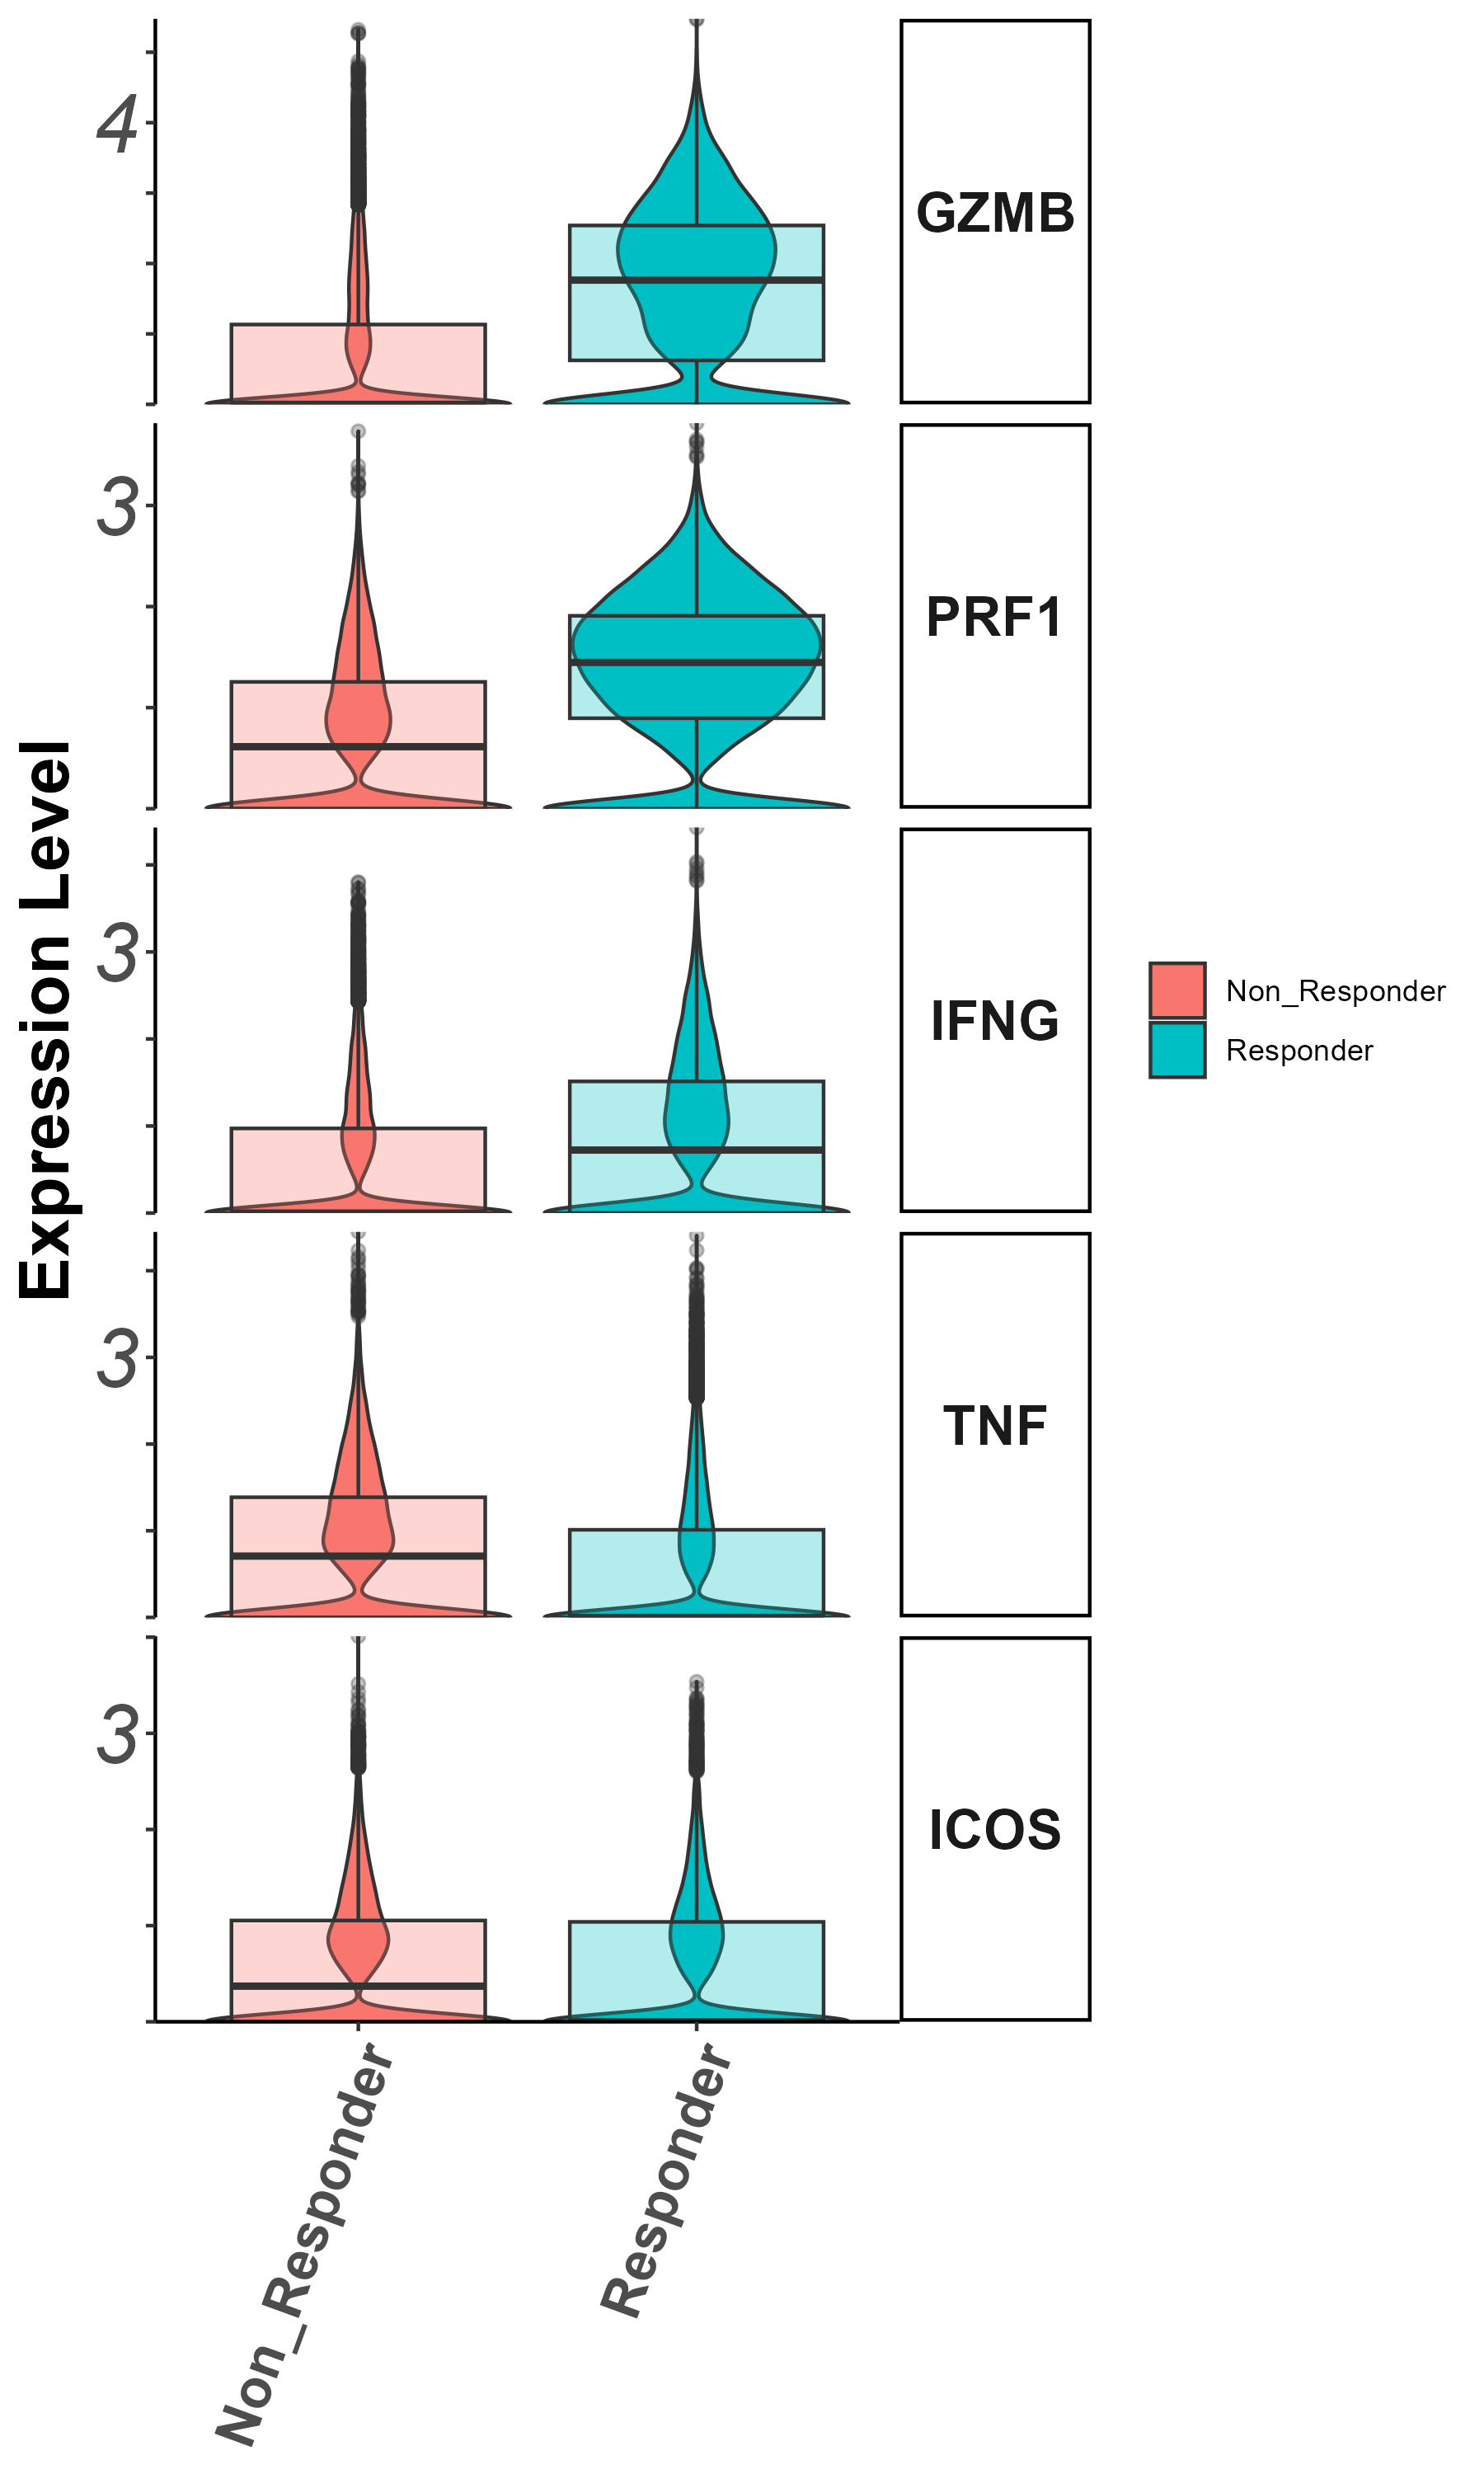 Expression Level
4
GZMB
3
PRF1
3
IFNG
3
TNF
3
ICOS
Non_Responder
Responder
Non_Responder
Responder